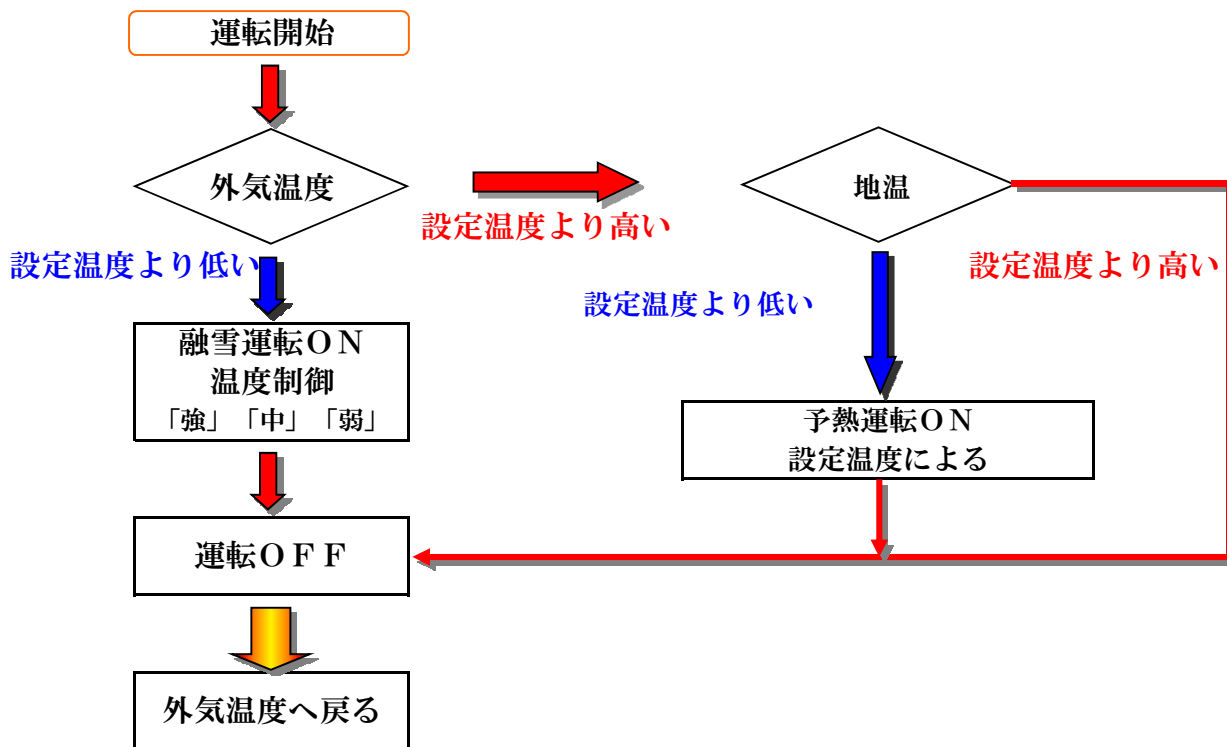 運転開始
外気温度
地温
設定温度より高い
設定温度より低い
設定温度より高い
設定温度より低い
融雪運転ＯＮ
温度制御
「強」「中」「弱」
予熱運転ＯＮ
設定温度による
運転ＯＦＦ
外気温度へ戻る